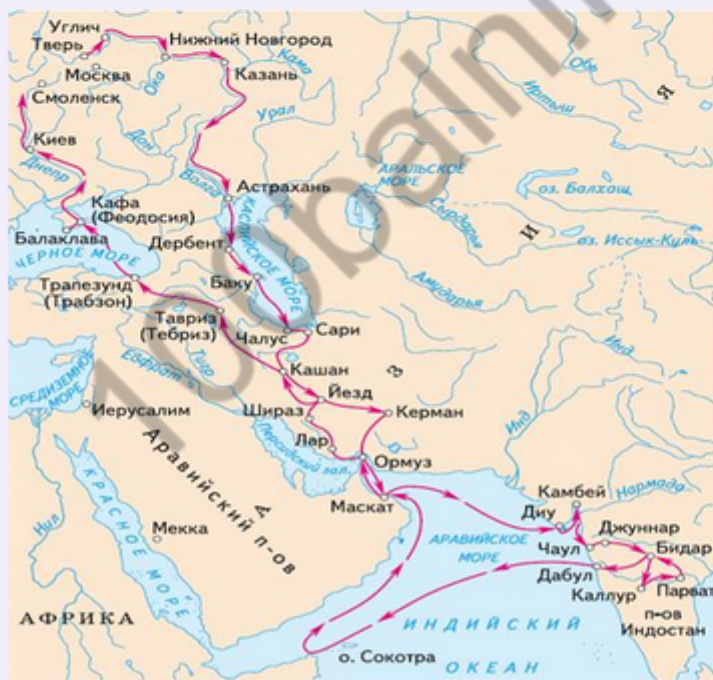 Углич
Тверь
Нижний Новгород
Москва
Ока
Казань
Кама
Смоленск
Обь
Иртыш
Я
Урал
Киев
Дон
Днепр
Волга
Астрахань
АРАЛЬСКОЕ
МОРЕ
оз. Балхаш
Сырдарья
И
оз. Иссык-Куль
Кафа
(Феодосия)
Балаклава
ЧЁРНОЕ МОРЕ
КАСПИЙСКОЕ МОРЕ
Дербент
Баку
Амударья
Трапезунд
(Трабзон)
Тавриз
(Тебриз)
Чалус
Сари
Инд
СРЕДИЗЕМНОЕ
МОРЕ
Евфрат
Тигр
Кашан
З
Йезд
Иерусалим
Шираз
Керман
Инд
Лар
Персидский зал.
Ормуз
Аравийский п-ов
А
КРАСНОЕ МОРЕ
Нил
Маскат
Камбей
Нармада
Диу
Джуннар
Мекка
АРАВИЙСКОЕ
МОРЕ
Чаул
Бидар
Дабул
Каллур
Парват
АФРИКА
п-ов
Индостан
ИНДИЙСКИЙ
ОКЕАН
о. Сокотра
100balnik